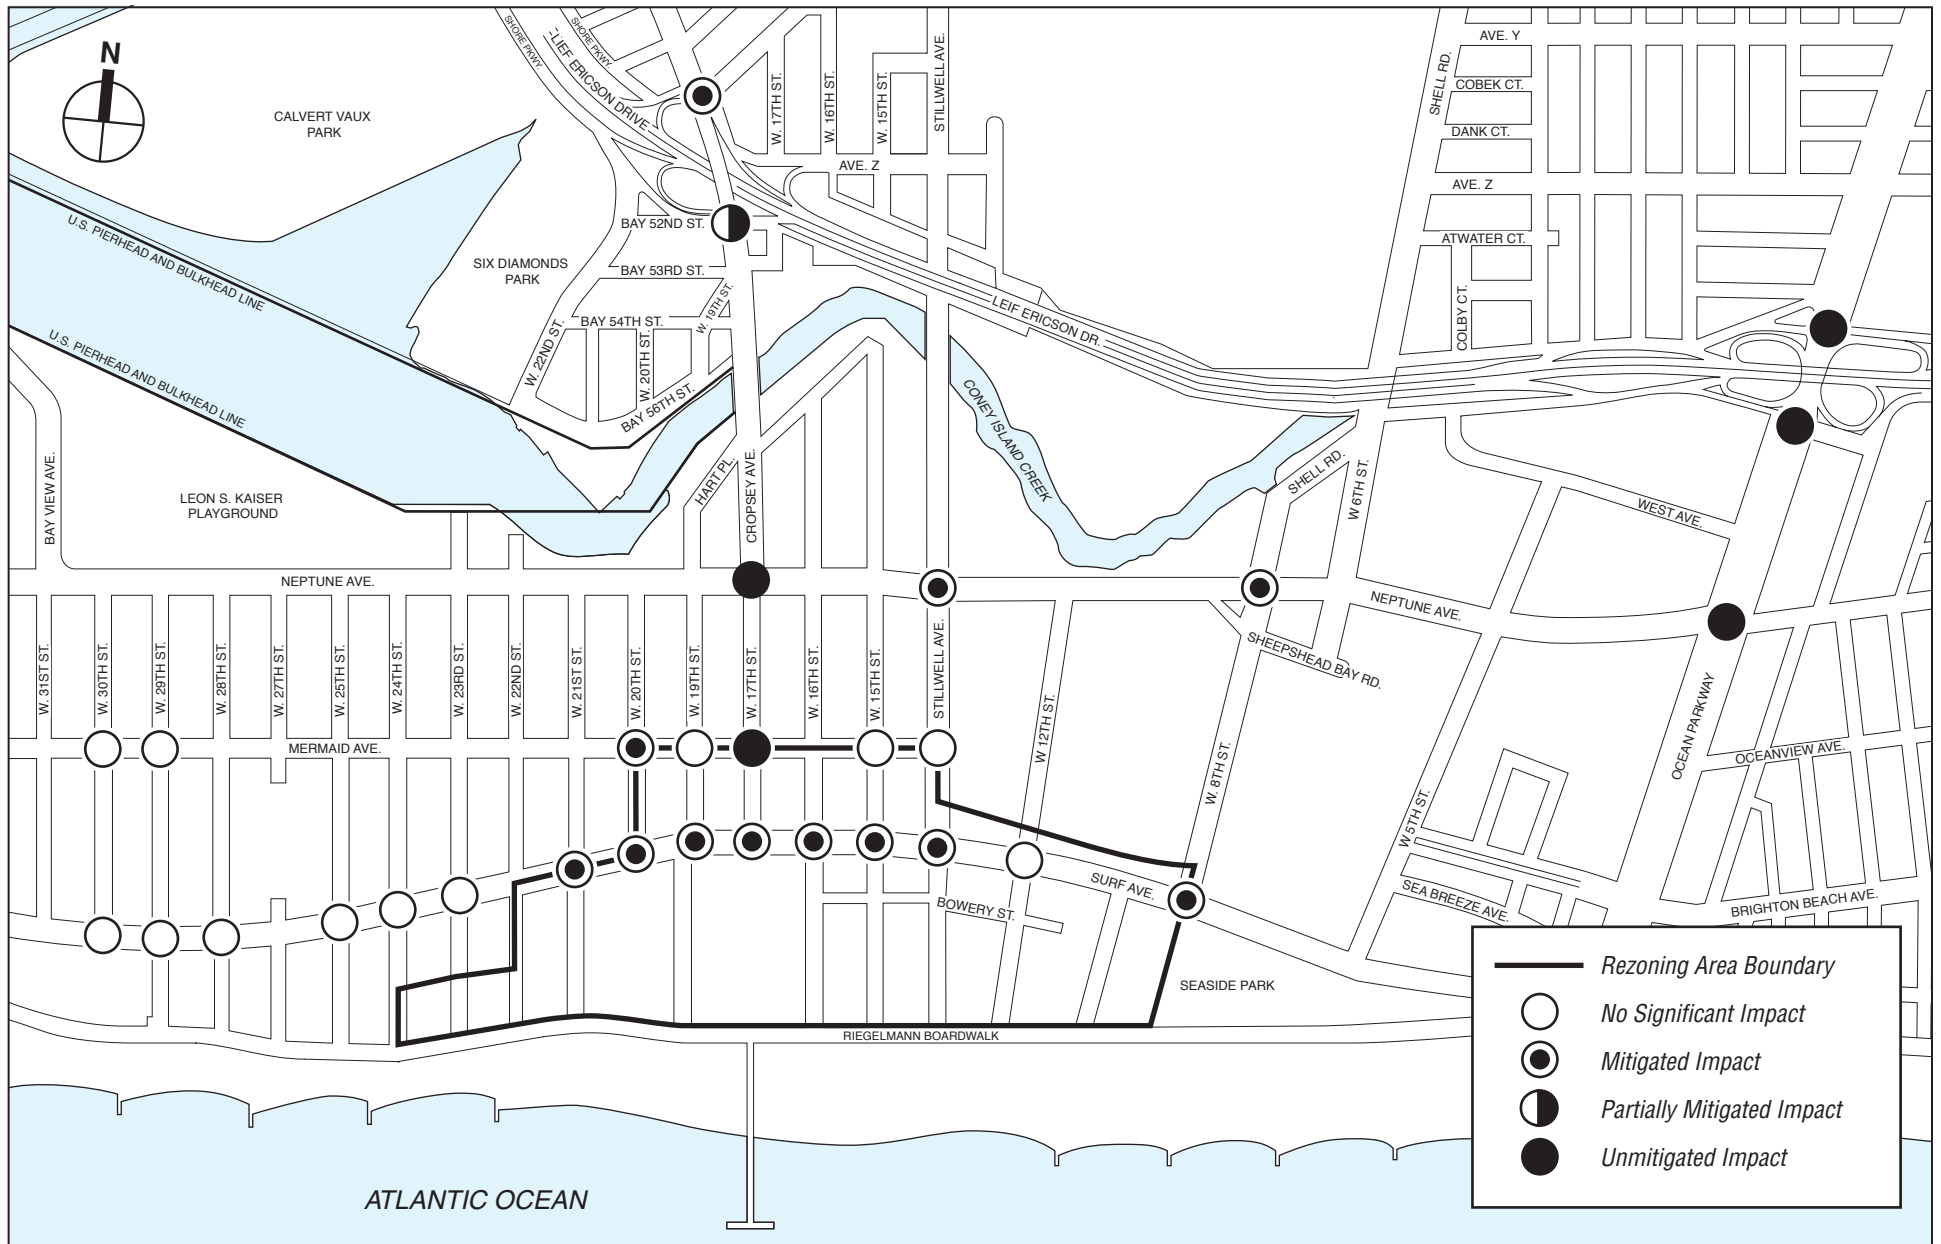 N
CALVERT VAUX
PARK
SHORE PKWY.
SHORE PKWY.
LIEF ERICSON DRIVE
W. 17TH ST.
W. 16TH ST.
W. 15TH ST.
STILLWELL AVE.
SHELL RD.
AVE. Y
COBEK CT.
DANK CT.
AVE. Z
AVE. Z
ATWATER CT.
COLBY CT.
BAY 52ND ST.
BAY 53RD ST.
SIX DIAMONDS
PARK
BAY 54TH ST.
W. 19TH ST.
W. 22ND ST.
W. 20TH ST.
BAY 56TH ST.
U.S. PIERHEAD AND BULKHEAD LINE
U.S. PIERHEAD AND BULKHEAD LINE
LEIF ERICSON DR.
CONEY ISLAND CREEK
HART PL.
CROPSEY AVE.
SHELL RD.
W 6TH ST.
WEST AVE.
BAY VIEW AVE.
LEON S. KAISER
PLAYGROUND
NEPTUNE AVE.
NEPTUNE AVE.
SHEEPSHEAD BAY RD.
W. 31ST ST.
W. 30TH ST.
W. 29TH ST.
W. 28TH ST.
W. 27TH ST.
W. 25TH ST.
W. 24TH ST.
W. 23RD ST.
W. 22ND ST.
W. 21ST ST.
W. 20TH ST.
W. 19TH ST.
W. 17TH ST.
W. 16TH ST.
W. 15TH ST.
STILLWELL AVE.
W 12TH ST.
W. 8TH ST.
W 5TH ST.
OCEAN PARKWAY
OCEANVIEW AVE.
MERMAID AVE.
SURF AVE.
BOWERY ST.
SEA BREEZE AVE.
BRIGHTON BEACH AVE.
SEASIDE PARK
RIEGELMANN BOARDWALK
ATLANTIC OCEAN
Rezoning Area Boundary
No Significant Impact
Mitigated Impact
Partially Mitigated Impact
Unmitigated Impact